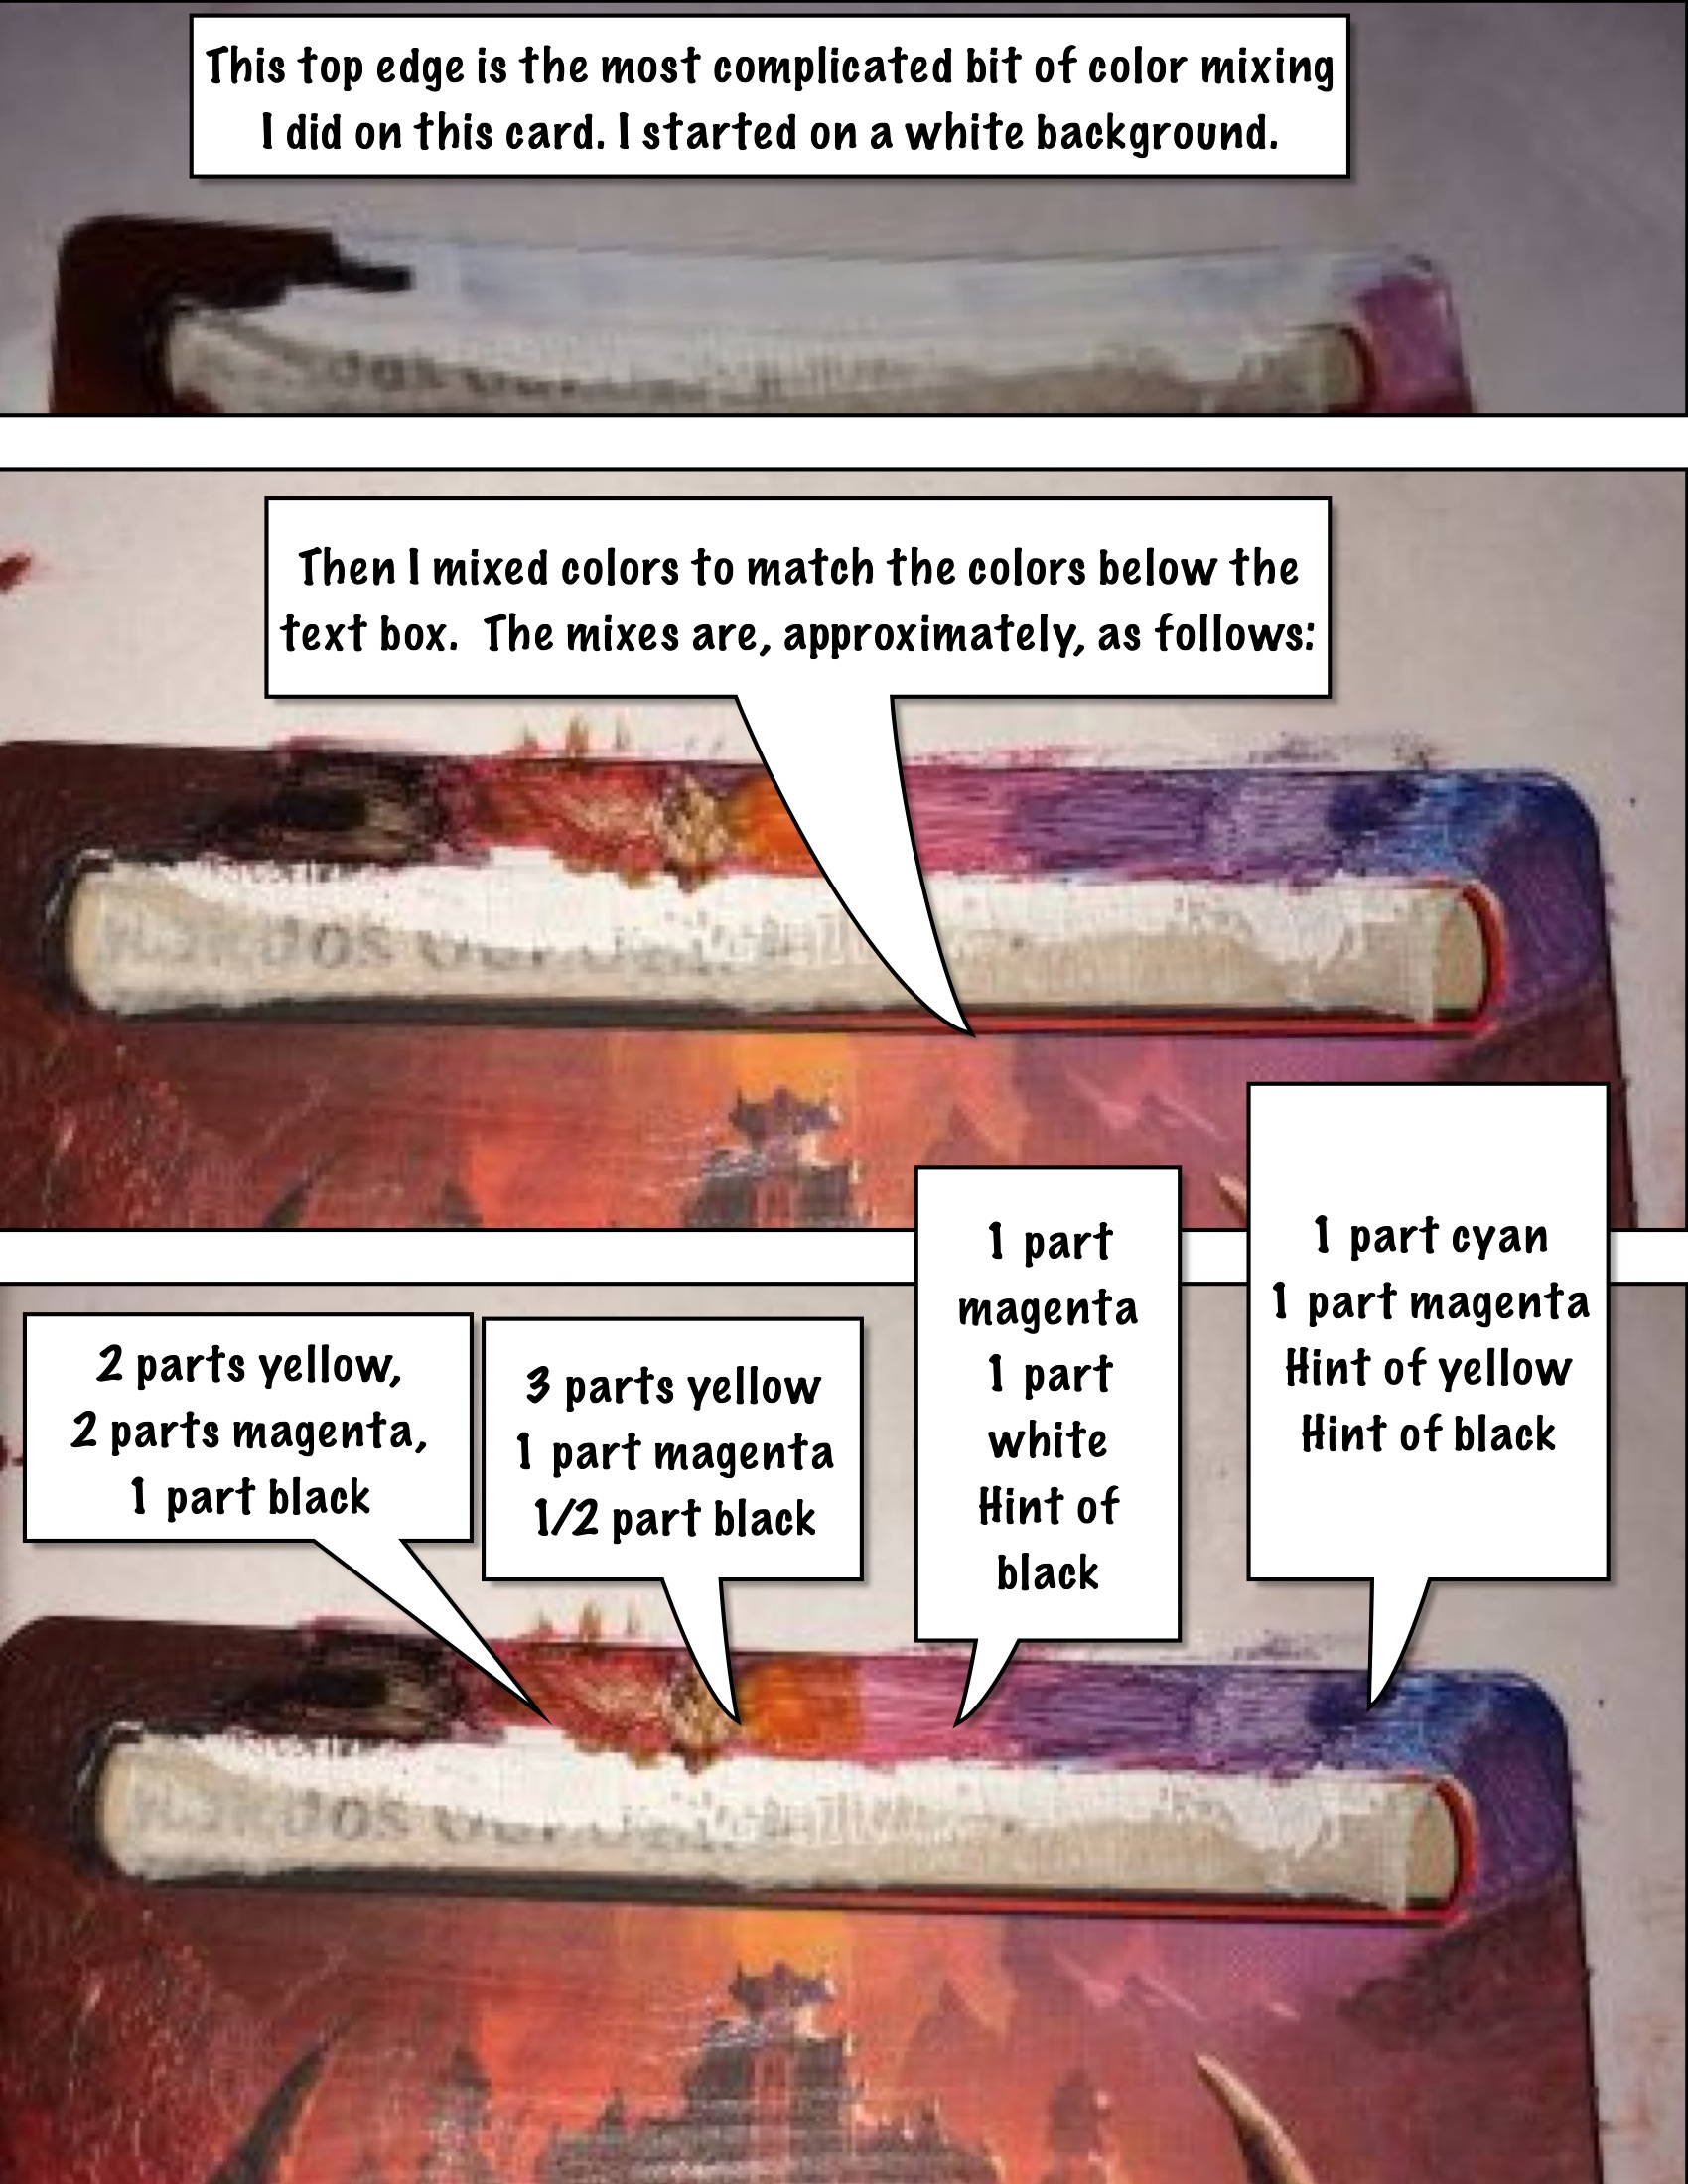 This top edge is the most complicated bit of color mixing
I did on this card. I started on a white background.
Then I mixed colors to match the colors below the
text box.  The mixes are, approximately, as follows:
2 parts yellow,
2 parts magenta,
1 part black
3 parts yellow
1 part magenta
1/2 part black
1 part
magenta
1 part
white
Hint of
black
1 part cyan
1 part magenta
Hint of yellow
Hint of black